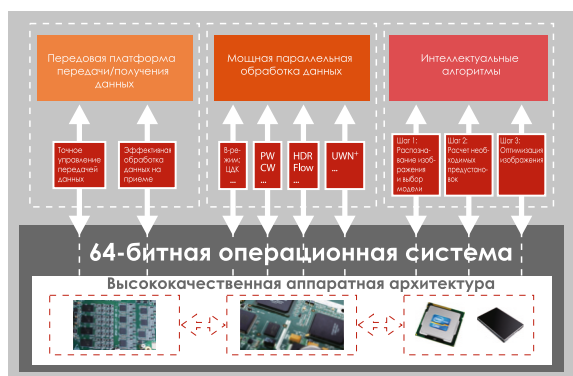 Передовая платформа
передачи/получения
данных
Мощная параллельная
обработка данных
Интеллектуальные
алгоритмы
Точное
управление
передачей
данных
Эффективная
обработка
данных на
приеме
B-ре-
жим;
ЦДК
...
PW
CW
...
HDR
Flow
...
UWN+
...
Шаг 1:
Распозна-
вание изоб-
ражения
и выбор
модели
Шаг 2:
Расчет необ-
ходимых
предустано-
вок
Шаг 3:
Оптимизация
изображения
64-битная операционная система
Высококачественная аппаратная архитектура